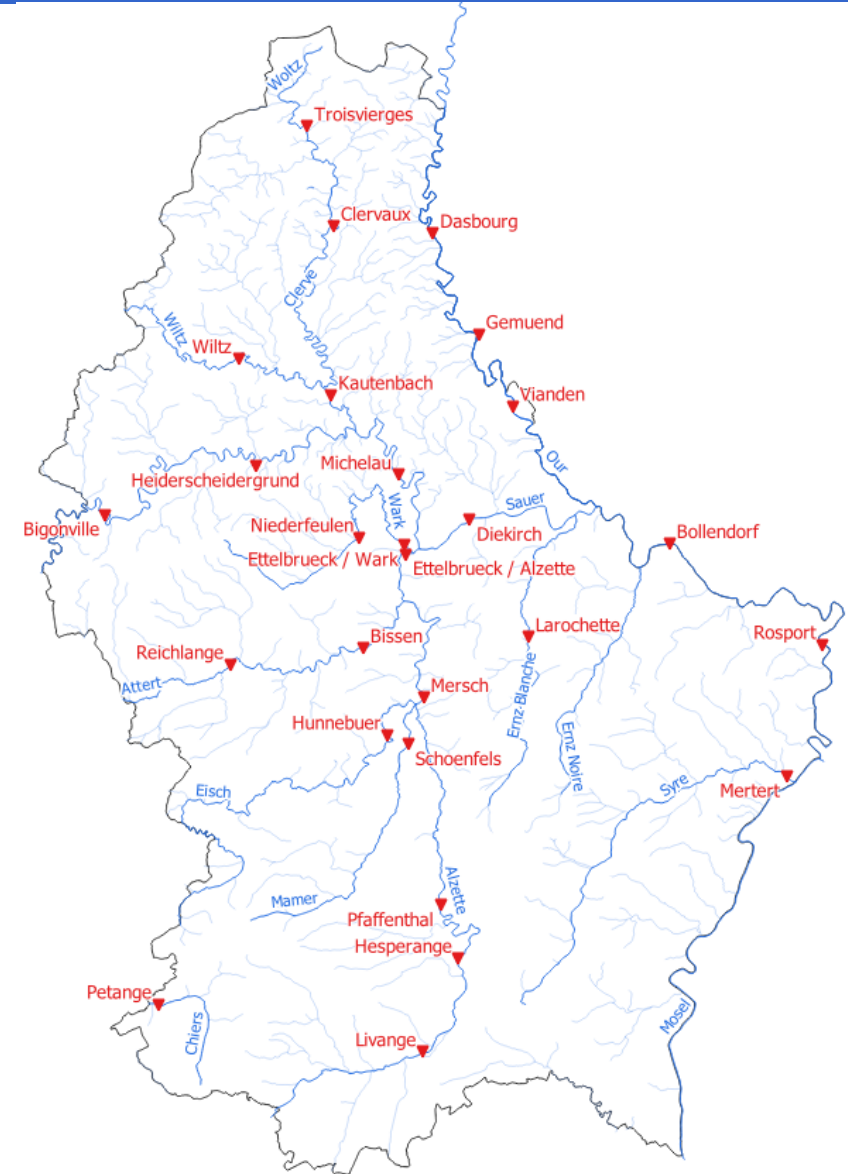 Woltz
Troisvierges
Clervaux
Dasbourg
Clerve
Wiltz
Gemuend
Wiltz
Kautenbach
Vianden
Our
Michelau
Heiderscheidergrund
Wark
Sauer
Bigonville
Niederfeulen
Diekirch
Bollendorf
Ettelbrueck / Wark
Ettelbrueck / Alzette
Larochette
Rosport
Bissen
Reichlange
Attert
Mersch
Ernz-Blanche
Hunnebuer
Ernz Noire
Schoenfels
Eisch
Syre
Mertert
Alzette
Mamer
Pfaffenthal
Hesperange
Petange
Chiers
Mosel
Livange